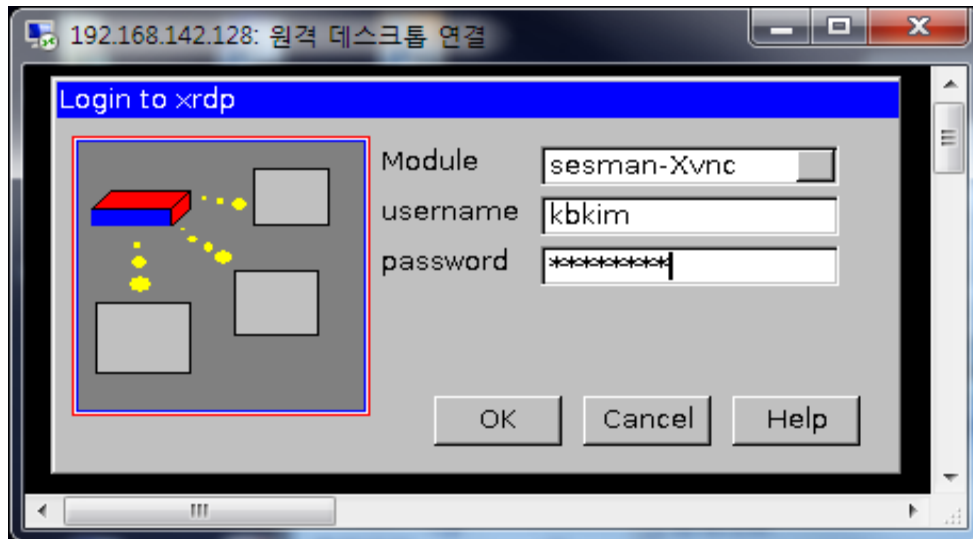 192.168.142.128: 원격 데스크톱 연결
Login to xrdp
Module sesman-Xvnc
username kbkim
password *********
OK Cancel Help